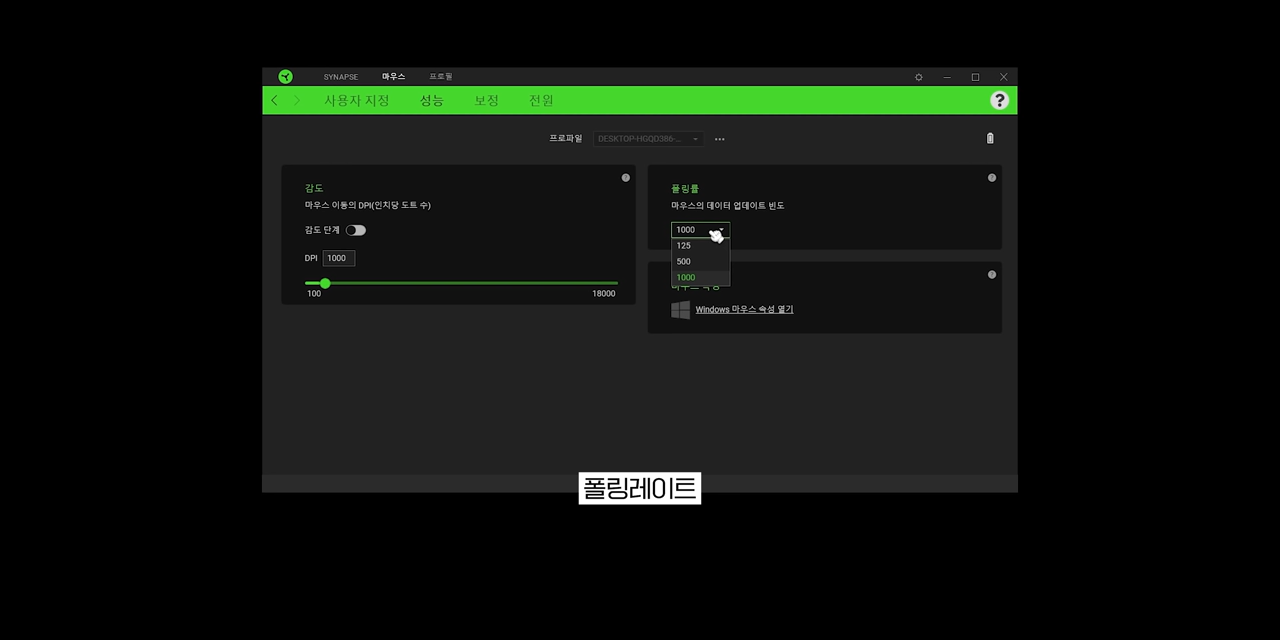 SYNAPSE 마우스 프로필
사용자 지정 성능 보정 전원 ?
프로파일 DESKTOP-HGQD386-...
감도
마우스 이동의 DPI(인치당 도트 수)
감도 단계
DPI 1000
100 18000
폴링률
마우스의 데이터 업데이트 빈도
1000
125
500
1000
Windows 마우스 속성 열기
폴링레이트